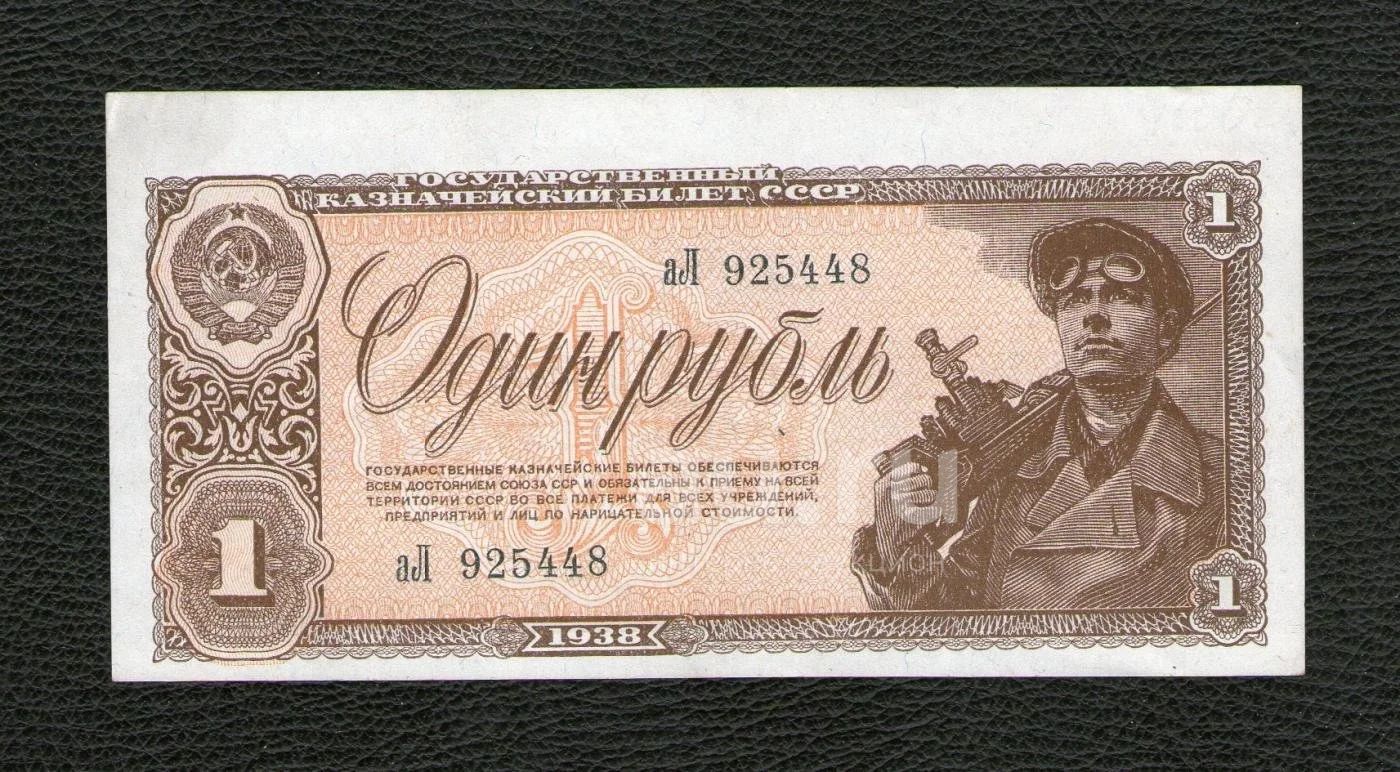 ГОСУДАРСТВЕННЫЙ
КАЗНАЧЕЙСКИЙ БИЛЕТ СССР
1
аЛ 925448
Один рубль
ГОСУДАРСТВЕННЫЕ КАЗНАЧЕЙСКИЕ БИЛЕТЫ ОБЕСПЕЧИВАЮТСЯ
ВСЕМ ДОСТОЯНИЕМ СОЮЗА ССР И ОБЯЗАТЕЛЬНЫ К ПРИЕМУ НА ВСЕЙ
ТЕРРИТОРИИ СССР ВО ВСЕ ПЛАТЕЖИ ДЛЯ ВСЕХ УЧРЕЖДЕНИЙ,
ПРЕДПРИЯТИЙ И ЛИЦ ПО НАРИЦАТЕЛЬНОЙ СТОИМОСТИ.
1
аЛ 925448
1
1938